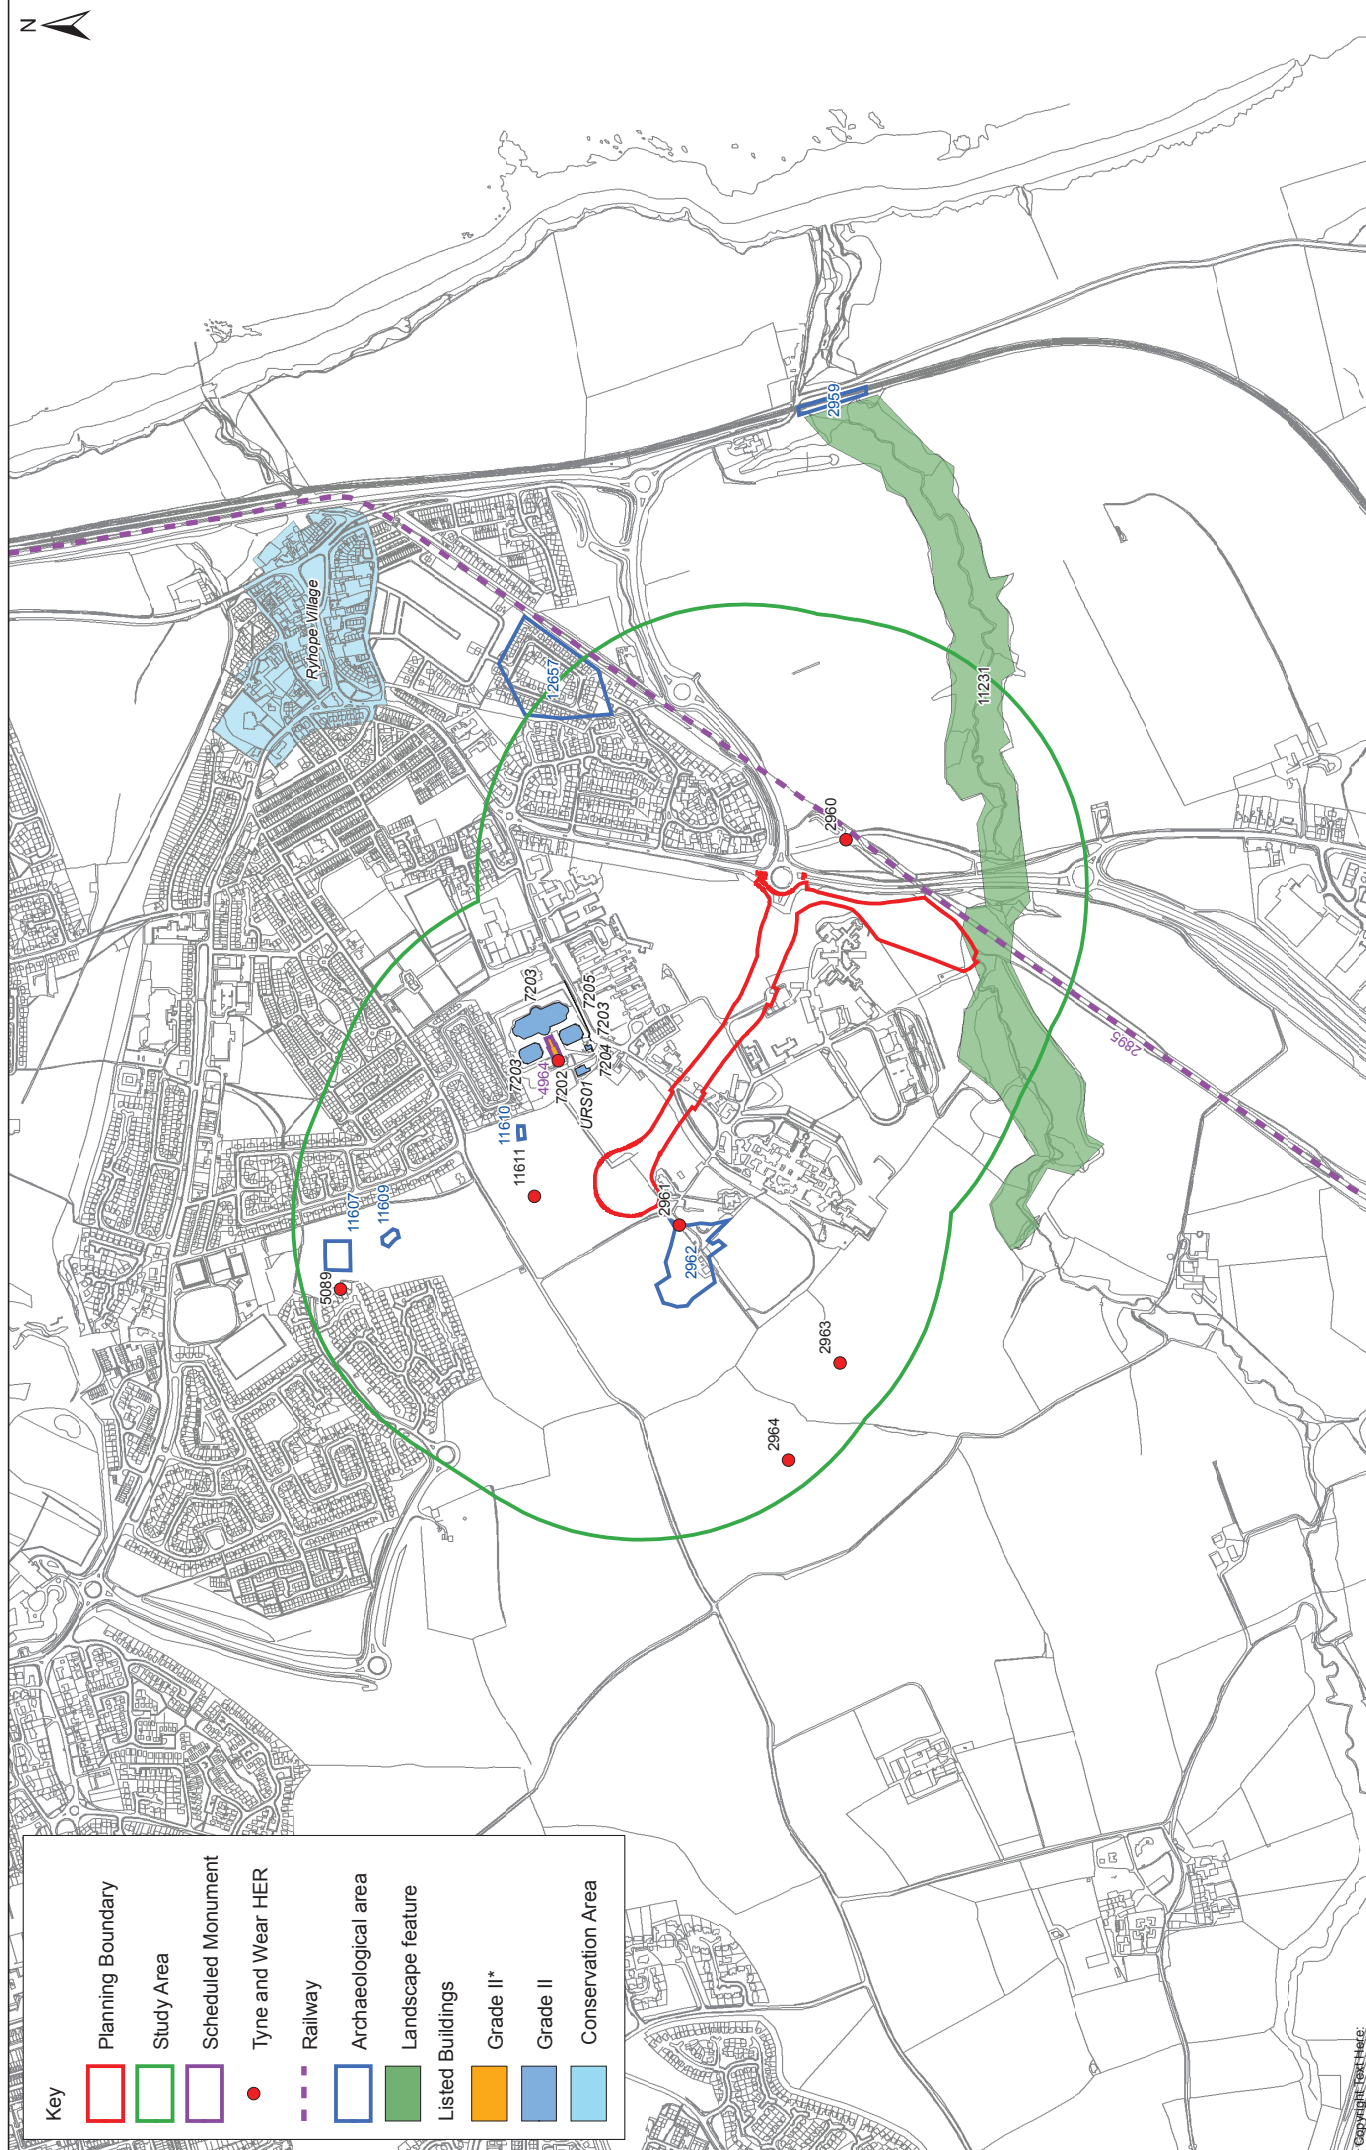 N
Ryhope Village
12657
2959
11231
2960
2895
7203
7205
7203
7204
4964
7203
7202
URS01
11610
11611
11607
11609
5089
2961
2962
2963
2964
Key
Planning Boundary
Study Area
Scheduled Monument
Tyne and Wear HER
Railway
Archaeological area
Landscape feature
Listed Buildings
Grade II*
Grade II
Conservation Area
Copyright Text Here: